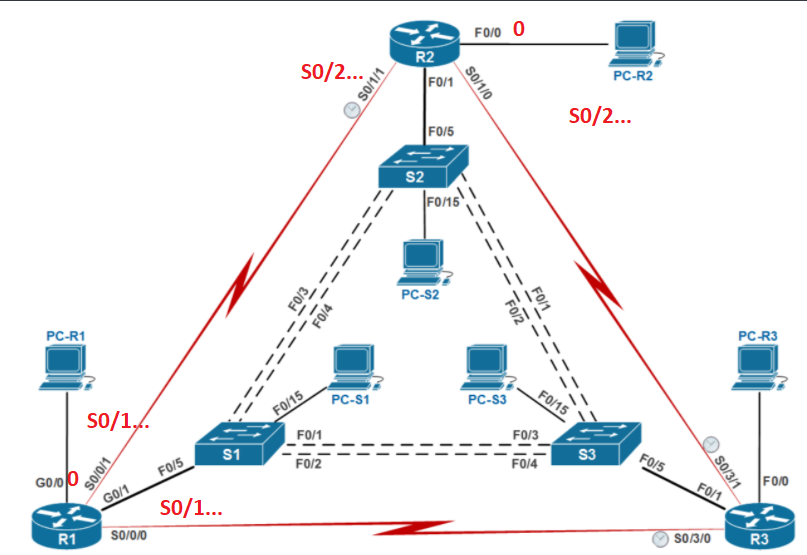 F0/0 0
R2
PC-R2
S0/2...
S0/1/1
S0/1/0
F0/1
S0/2...
F0/5
S2
F0/15
PC-S2
F0/3
F0/4
F0/1
F0/2
PC-R1
PC-S1
PC-S3
PC-R3
S0/1...
F0/15
F0/15
S1
F0/1
F0/2
F0/3
F0/4
S3
G0/0 0
S0/0/1
G0/1
F0/5
S0/1...
F0/5
F0/1
S0/3/1
F0/0
R1
S0/0/0
S0/3/0
R3